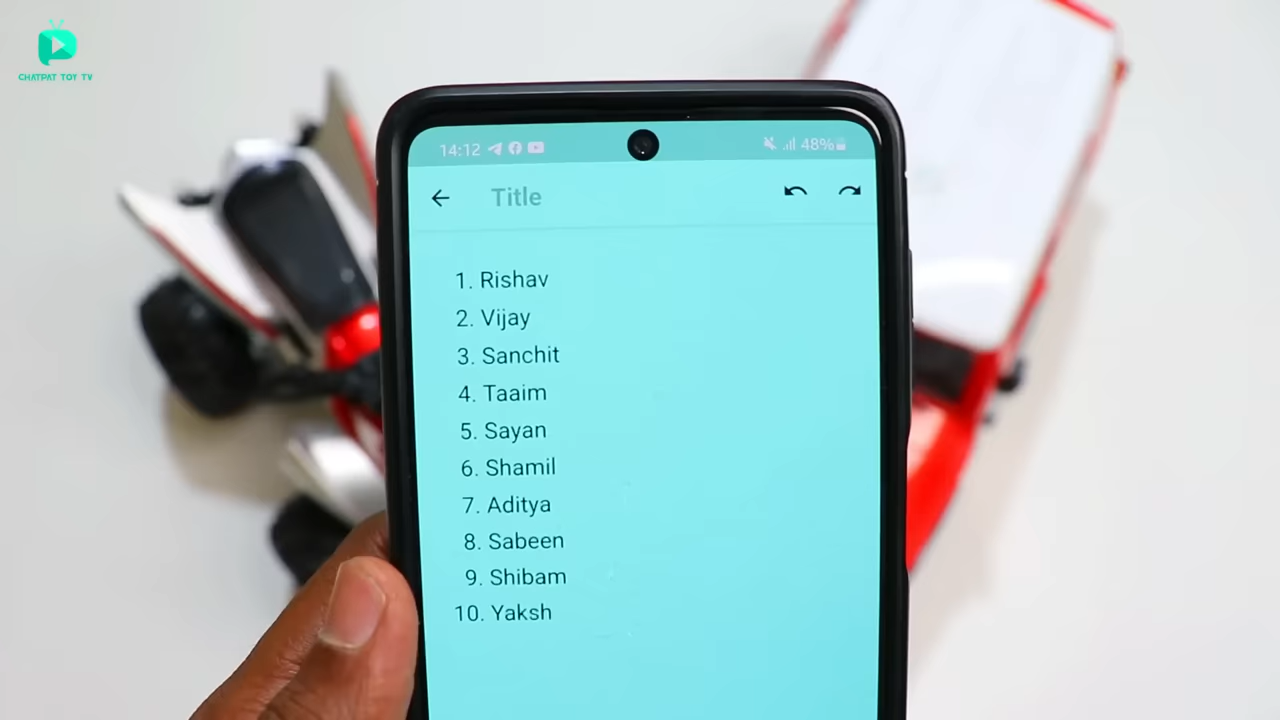 CHATPAT TOY TV
14:12 48%
Title
1. Rishav
2. Vijay
3. Sanchit
4. Taaim
5. Sayan
6. Shamil
7. Aditya
8. Sabeen
9. Shibam
10. Yaksh